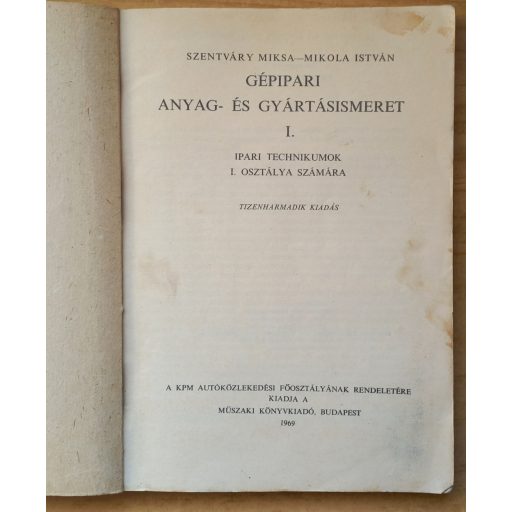 SZENTVÁRY MIKSA—MIKOLA ISTVÁN
GÉPIPARI
ANYAG- ÉS GYÁRTÁSISMERET
I.
IPARI TECHNIKUMOK
I. OSZTÁLYA SZÁMÁRA
TIZENHARMADIK KIADÁS
A KPM AUTÓKÖZLEKEDÉSI FŐOSZTÁLYÁNAK RENDELETÉRE
KIADJA A
MŰSZAKI KÖNYVKIADÓ, BUDAPEST
1969